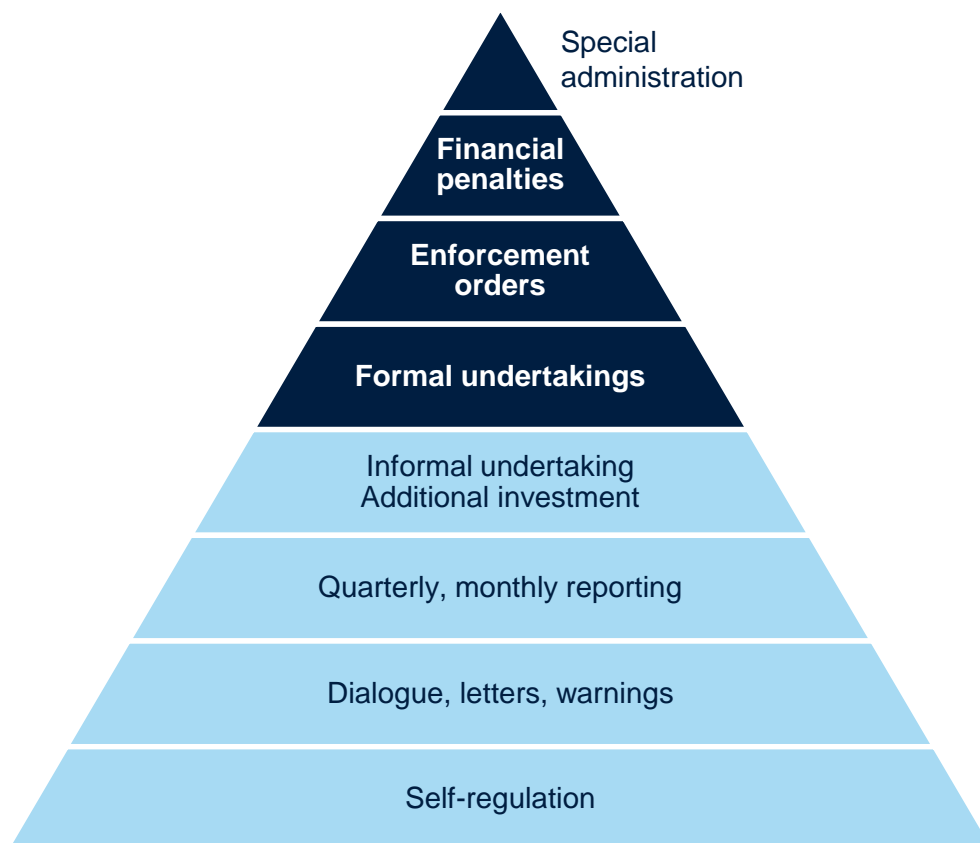 Special
administration
Financial
penalties
Enforcement
orders
Formal undertakings
Informal undertaking
Additional investment
Quarterly, monthly reporting
Dialogue, letters, warnings
Self-regulation